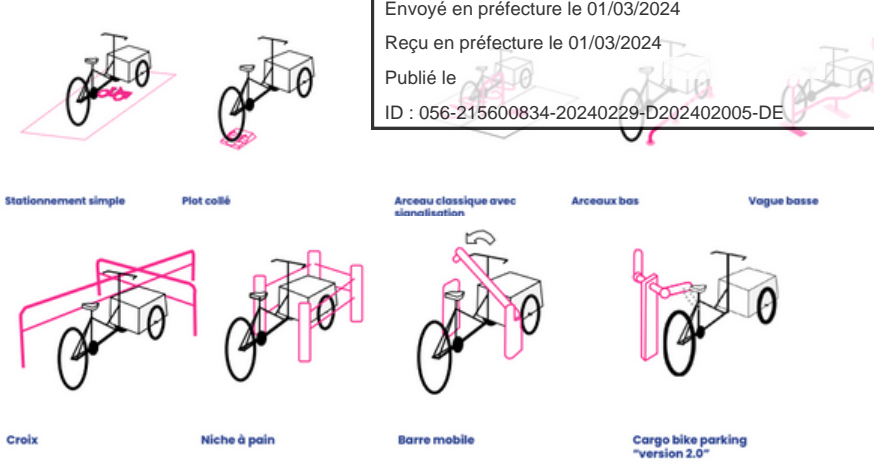 Envoyé en préfecture le 01/03/2024
Reçu en préfecture le 01/03/2024
Publié le
ID : 056-215600834-20240229-D202402005-DE
Stationnement simple
Plot collé
Arceau classique avec
signalisation
Arceaux bas
Vague basse
Croix
Niche à pain
Barre mobile
Cargo bike parking
"version 2.0"